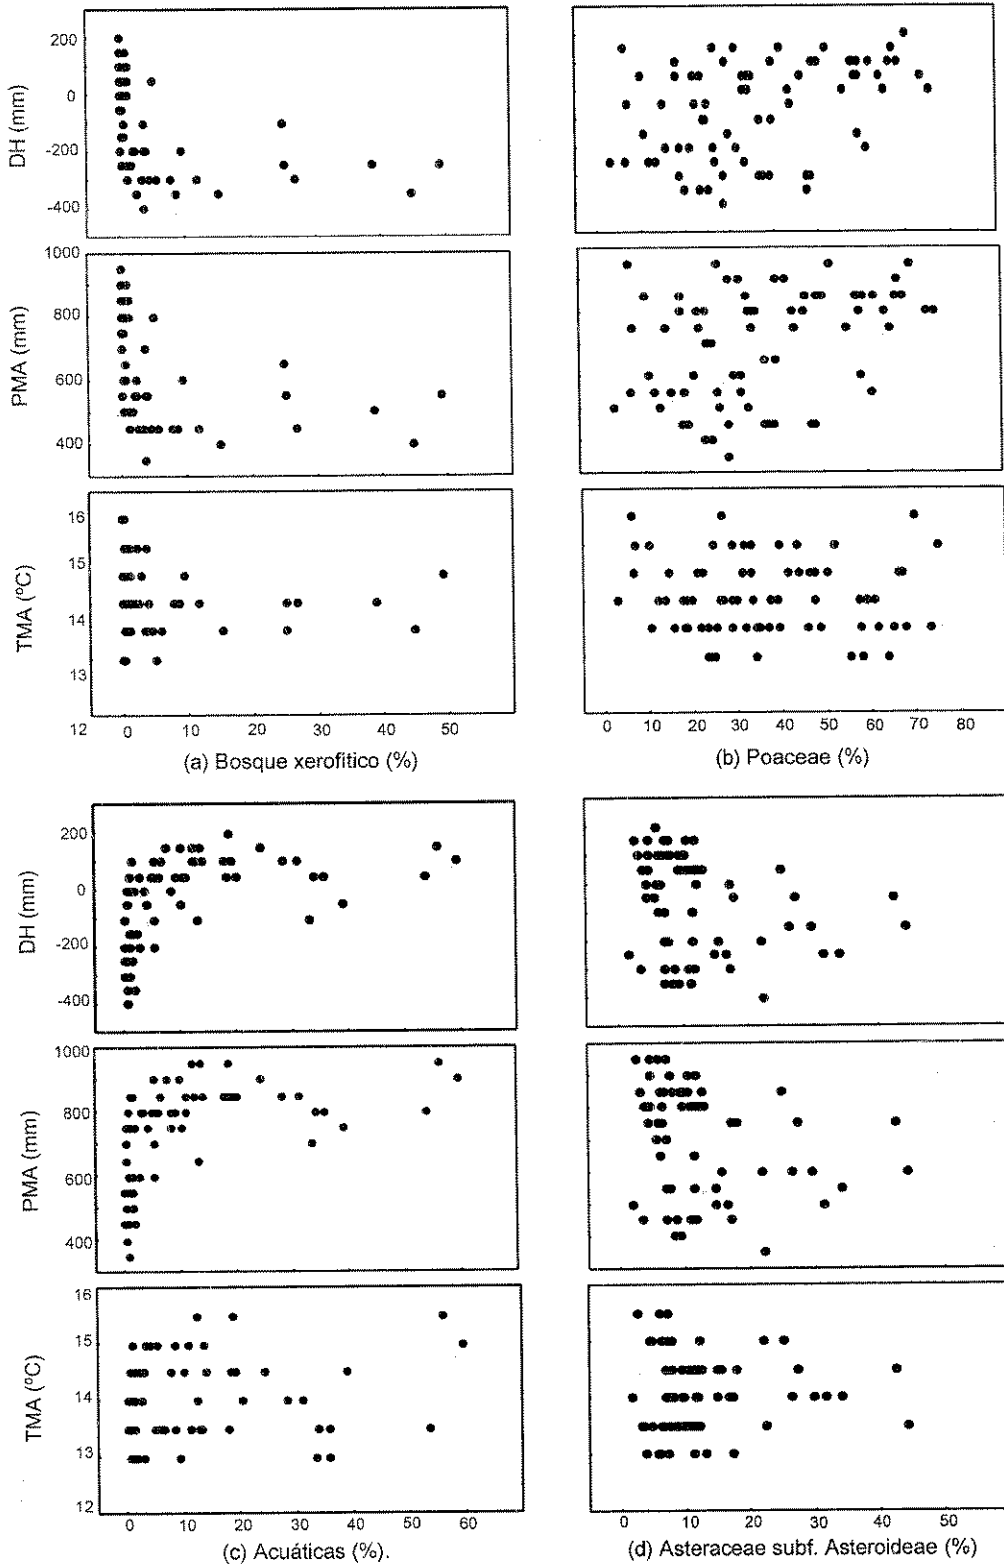 200
0
-200
-400
DH (mm)
1000
800
600
400
PMA (mm)
16
15
14
13
12
TMA (ºC)
0 10 20 30 40 50
(a) Bosque xerofítico (%)
0 10 20 30 40 50 60 70 80
(b) Poaceae (%)
200
0
-200
-400
DH (mm)
1000
800
600
400
PMA (mm)
16
15
14
13
12
TMA (ºC)
0 10 20 30 40 50 60
(c) Acuáticas (%).
0 10 20 30 40 50
(d) Asteraceae subf. Asteroideae (%)